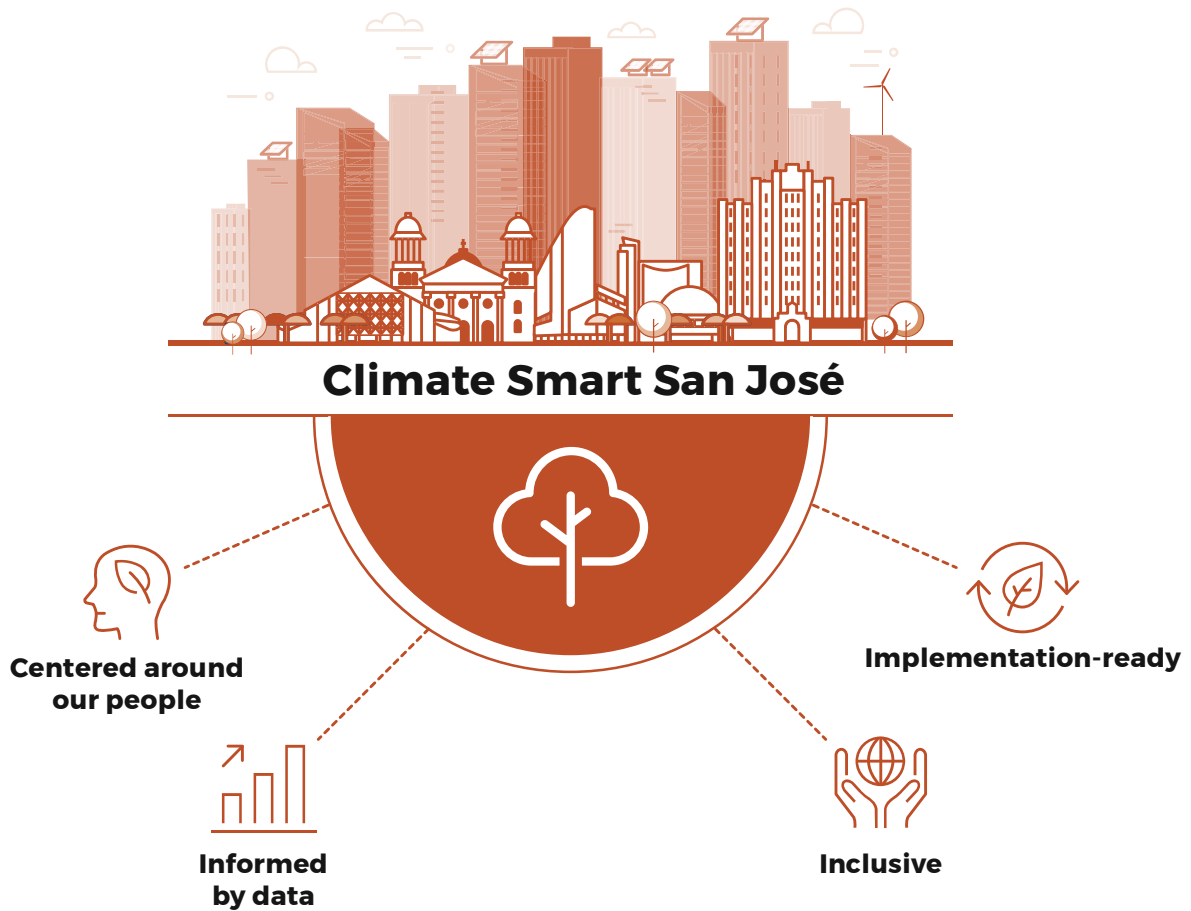 Climate Smart San José
Centered around
our people
Implementation-ready
Informed
by data
Inclusive